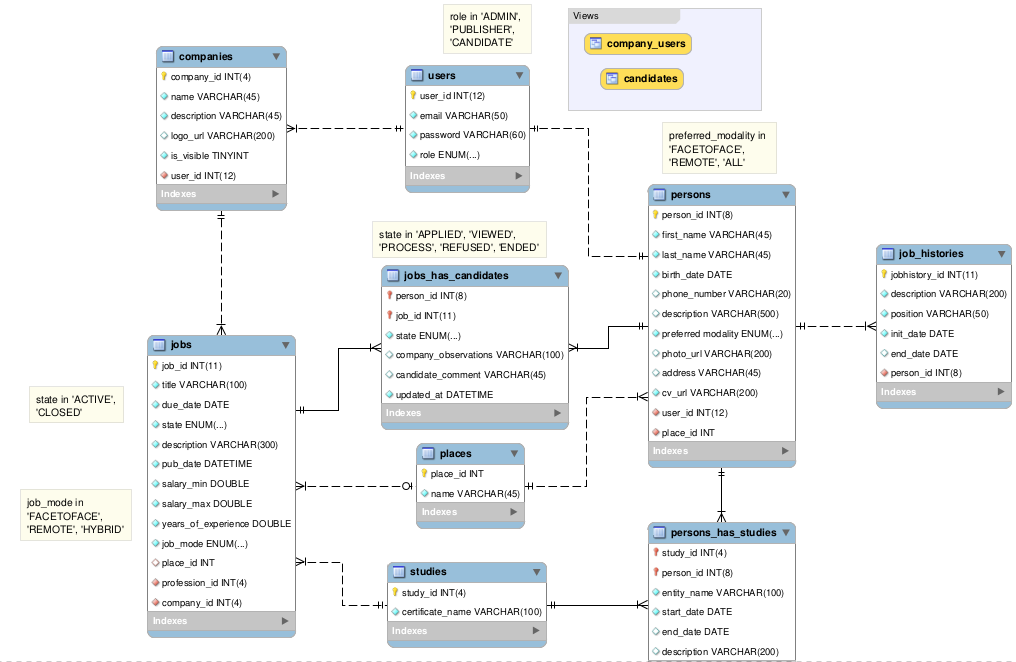 role in 'ADMIN',
'PUBLISHER',
'CANDIDATE'
Views
company_users
candidates
companies
company_id INT(4)
name VARCHAR(45)
description VARCHAR(45)
logo_url VARCHAR(200)
is_visible TINYINT
user_id INT(12)
Indexes
users
user_id INT(12)
email VARCHAR(50)
password VARCHAR(60)
role ENUM(...)
Indexes
preferred_modality in
'FACETOFACE',
'REMOTE', 'ALL'
persons
person_id INT(8)
first_name VARCHAR(45)
last_name VARCHAR(45)
birth_date DATE
phone_number VARCHAR(20)
description VARCHAR(500)
preferred modality ENUM(...)
photo_url VARCHAR(200)
address VARCHAR(45)
cv_url VARCHAR(200)
user_id INT(12)
place_id INT
Indexes
job_histories
jobhistory_id INT(11)
description VARCHAR(200)
position VARCHAR(50)
init_date DATE
end_date DATE
person_id INT(8)
Indexes
state in 'APPLIED', 'VIEWED',
'PROCESS', 'REFUSED', 'ENDED'
jobs_has_candidates
person_id INT(8)
job_id INT(11)
state ENUM(...)
company_observations VARCHAR(100)
candidate_comment VARCHAR(45)
updated_at DATETIME
Indexes
jobs
job_id INT(11)
title VARCHAR(100)
due_date DATE
state ENUM(...)
description VARCHAR(300)
pub_date DATETIME
salary_min DOUBLE
salary_max DOUBLE
years_of_experience DOUBLE
job_mode ENUM(...)
place_id INT
profession_id INT(4)
company_id INT(4)
Indexes
state in 'ACTIVE',
'CLOSED'
job_mode in
'FACETOFACE',
'REMOTE', 'HYBRID'
places
place_id INT
name VARCHAR(45)
Indexes
studies
study_id INT(4)
certificate_name VARCHAR(100)
Indexes
persons_has_studies
study_id INT(4)
person_id INT(8)
entity_name VARCHAR(100)
start_date DATE
end_date DATE
description VARCHAR(200)